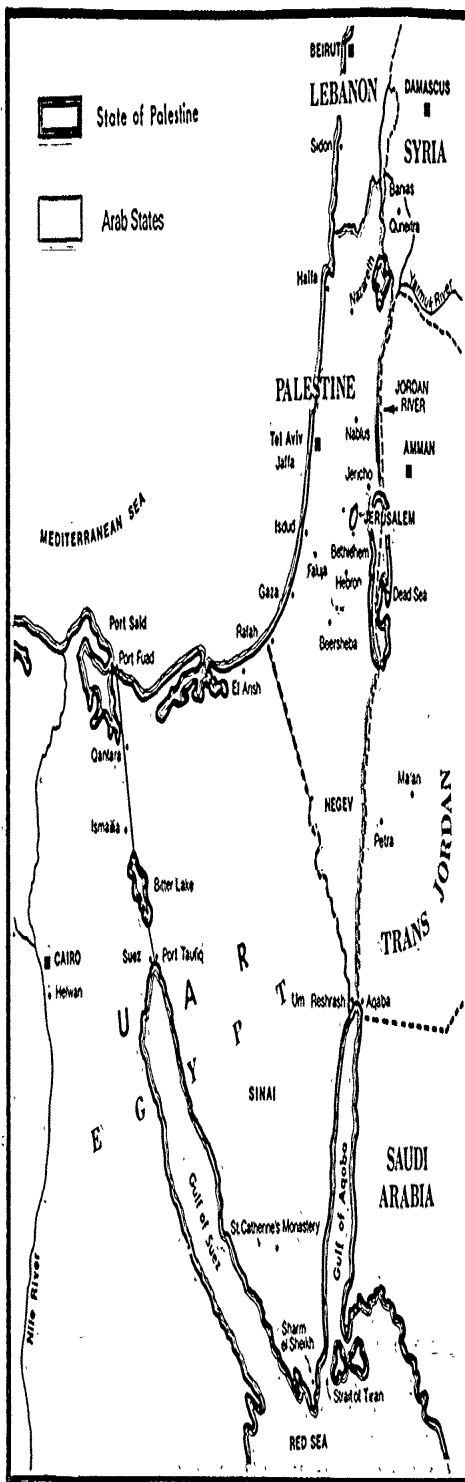 BEIRUT
LEBANON
DAMASCUS
State of Palestine
Sidon
SYRIA
Banas
Quneitra
Arab States
Haifa
Nazareth
Yarmuk River
PALESTINE
JORDAN
RIVER
Tel Aviv
Jaffa
Nablus
AMMAN
Jericho
MEDITERRANEAN SEA
Isdud
JERUSALEM
Bethlehem
Faluja
Hebron
Gaza
Dead Sea
Port Said
Rafah
Beersheba
Port Fuad
El Arish
Qantara
Ma'an
NEGEV
Ismailia
Petra
TRANS JORDAN
Bitter Lake
CAIRO
Suez
Port Taufiq
Helwan
Um Reshrash
Aqaba
U A R
EGYPT
SINAI
SAUDI
ARABIA
Gulf of Suez
Gulf of Aqaba
St. Catherine's Monastery
Nile River
Sharm
el Sheikh
Strait of Tiran
RED SEA